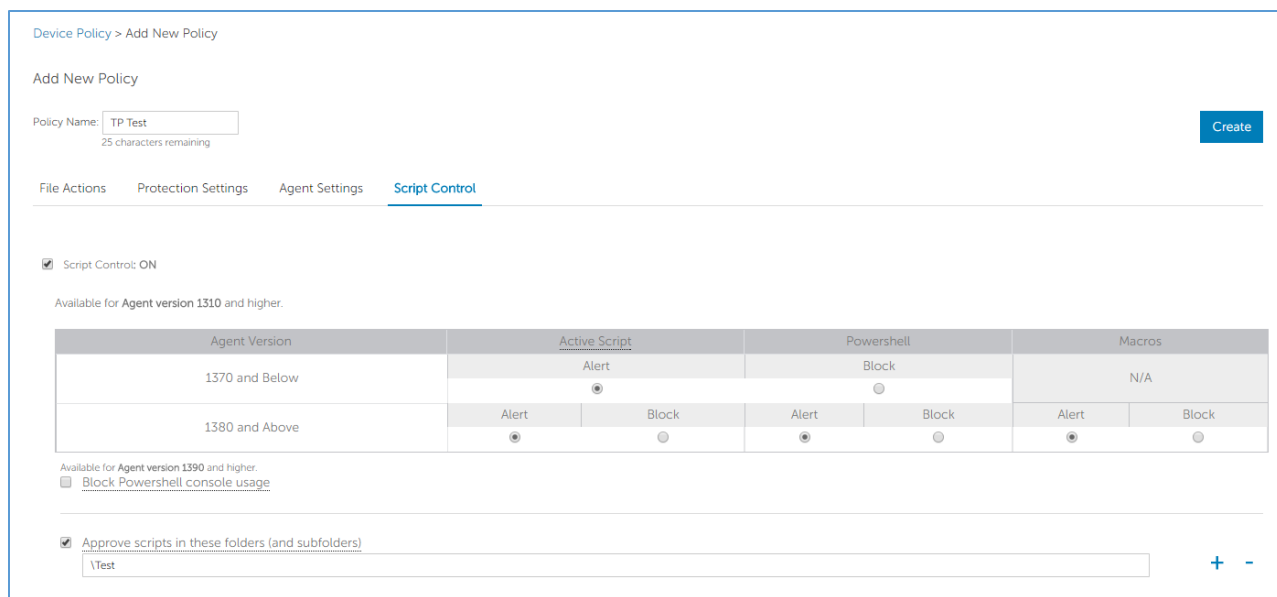 Device Policy > Add New Policy
Add New Policy
Policy Name: TP Test
25 characters remaining
Create
File Actions Protection Settings Agent Settings Script Control
Script Control: ON
Available for Agent version 1310 and higher.
Agent Version Active Script Powershell Macros
1370 and Below Alert Block N/A
1380 and Above Alert Block Alert Block Alert Block
Available for Agent version 1390 and higher.
Block Powershell console usage
Approve scripts in these folders (and subfolders)
\Test + -